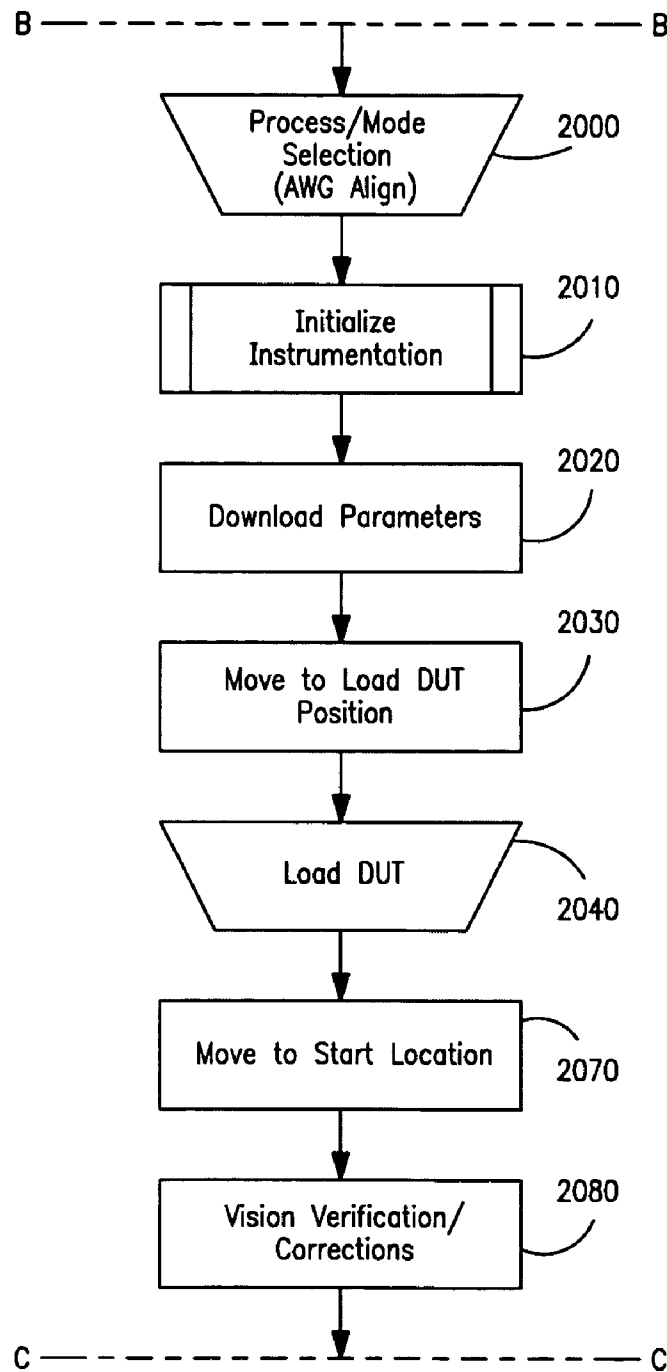 B B
Process/Mode
Selection
(AWG Align)
2000
Initialize
Instrumentation
2010
Download Parameters
2020
Move to Load DUT
Position
2030
Load DUT
2040
Move to Start Location
2070
Vision Verification/
Corrections
2080
C C